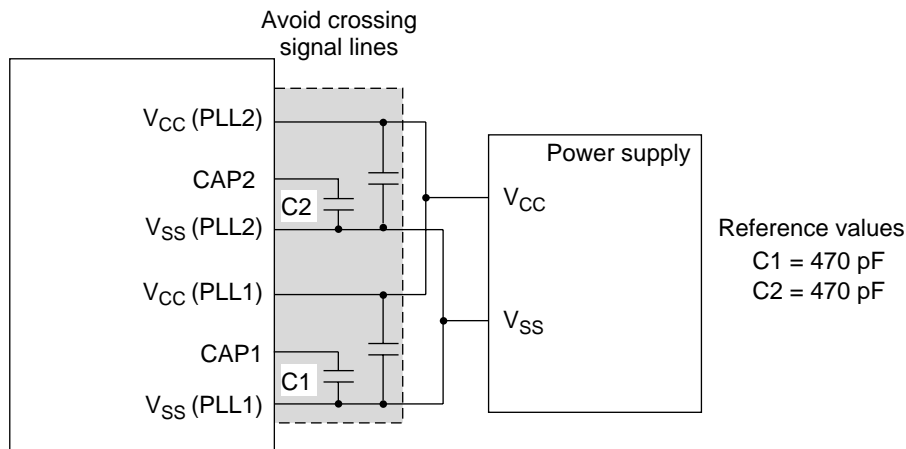 Avoid crossing
signal lines
VCC (PLL2)
CAP2
C2
VSS (PLL2)
VCC (PLL1)
CAP1
C1
VSS (PLL1)
Power supply
VCC
VSS
Reference values
C1 = 470 pF
C2 = 470 pF